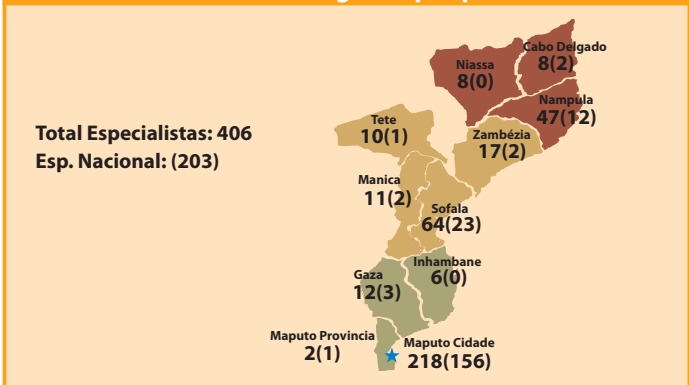 Cabo Delgado
8(2)
Niassa
8(0)
Nampula
47(12)
Tete
10(1)
Zambézia
17(2)
Total Especialistas: 406
Esp. Nacional: (203)
Manica
11(2)
Sofala
64(23)
Inhambane
6(0)
Gaza
12(3)
Maputo Provincia
2(1)
Maputo Cidade
218(156)